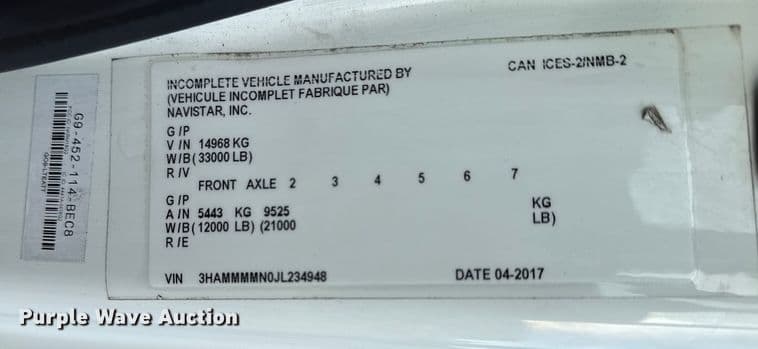 INCOMPLETE VEHICLE MANUFACTURED BY
(VEHICULE INCOMPLET FABRIQUE PAR)
NAVISTAR, INC.
CAN ICES-2/NMB-2
G /P
V /N 14968 KG
W/B (33000 LB)
R /V
FRONT AXLE 2 3 4 5 6 7
G /P
A /N 5443 KG 9525 KG
W/B (12000 LB) (21000 LB)
R /E
VIN 3HAMMMMN0JL234948 DATE 04-2017
G9-452-114-BEC8
Purple Wave Auction